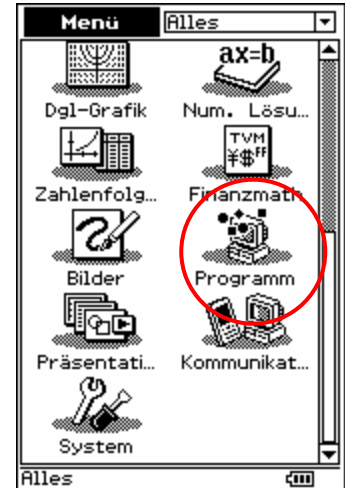 Menü Alles
ax=b
Dgl-Grafik Num. Lösu…
TVM
¥$FF
Zahlenfolg… Finanzmath
Bilder Programm
Präsentati… Kommunikat…
System
Alles